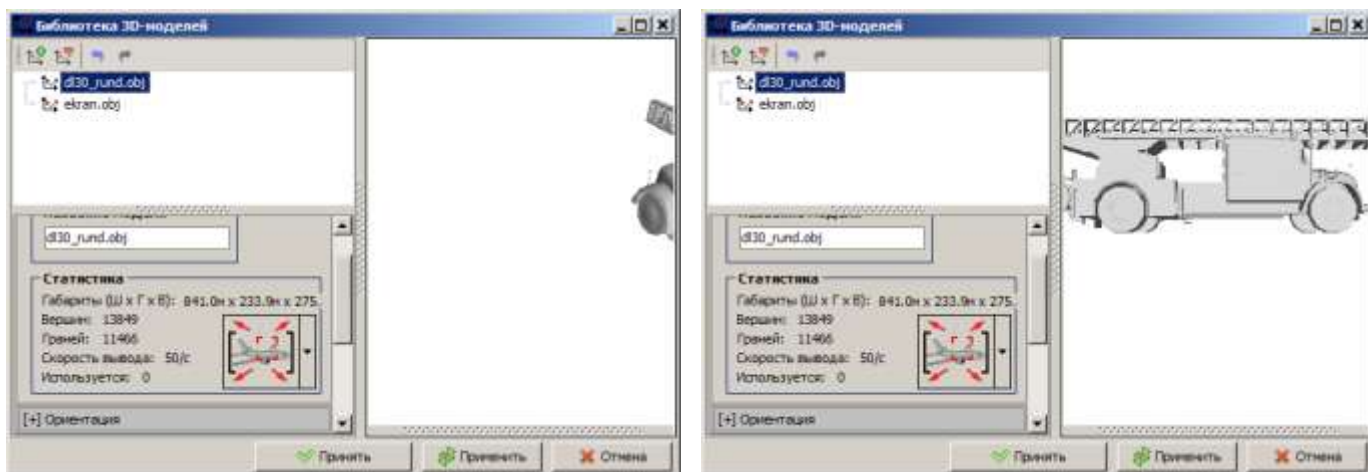 Библиотека 3D-моделей
dl30_rund.obj
ekran.obj
dl30_rund.obj
Статистика
Габариты (Ш x Г x В): 841.0м x 233.9м x 275.
Вершин: 13849
Граней: 11466
Скорость вывода: 50/с
Используется: 0
[+] Ориентация
Принять
Применить
Отмена
Библиотека 3D-моделей
dl30_rund.obj
ekran.obj
dl30_rund.obj
Статистика
Габариты (Ш x Г x В): 841.0м x 233.9м x 275.
Вершин: 13849
Граней: 11466
Скорость вывода: 50/с
Используется: 0
[+] Ориентация
Принять
Применить
Отмена